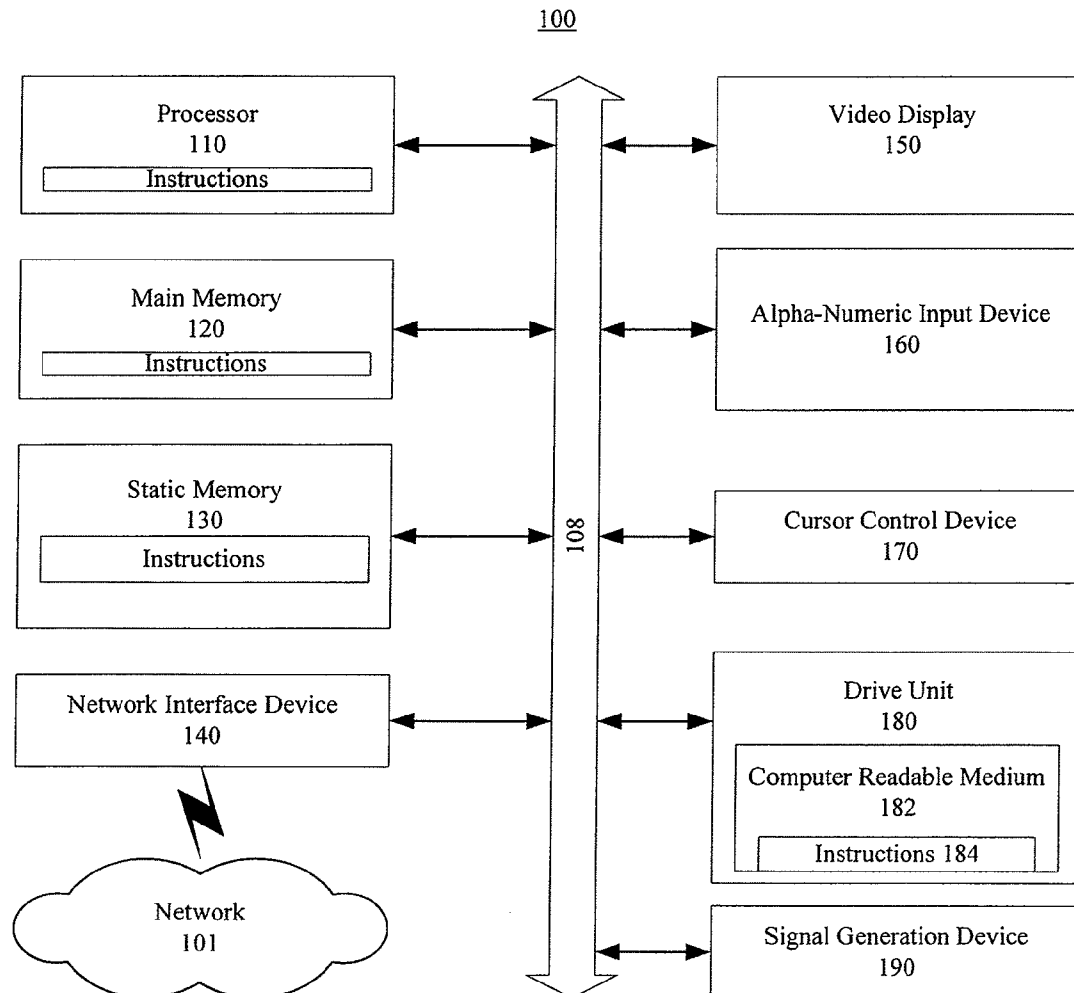 100
Processor
110
Instructions
Main Memory
120
Instructions
Static Memory
130
Instructions
Network Interface Device
140
Network
101
108
Video Display
150
Alpha-Numeric Input Device
160
Cursor Control Device
170
Drive Unit
180
Computer Readable Medium
182
Instructions 184
Signal Generation Device
190